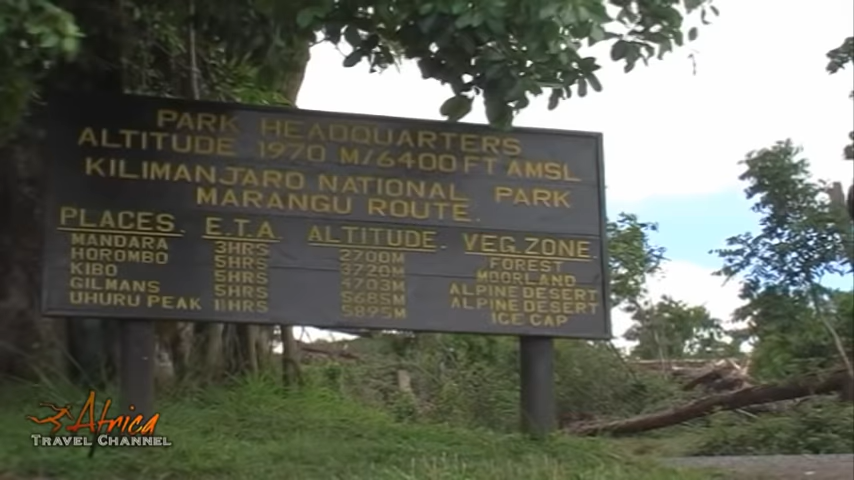 PARK HEADQUARTERS
ALTITUDE 1970 M/6400 FT AMSL
KILIMANJARO NATIONAL PARK
MARANGU ROUTE.
PLACES. E.T.A ALTITUDE. VEG.ZONE.
MANDARA 3HRS 2700M FOREST
HOROMBO 5HRS 3720M MOORLAND
KIBO 5HRS 4703M ALPINE DESERT
GILMANS 5HRS 5685M ALPINE DESERT
UHURU PEAK 1HRS 5895M ICE CAP
Africa
TRAVEL CHANNEL